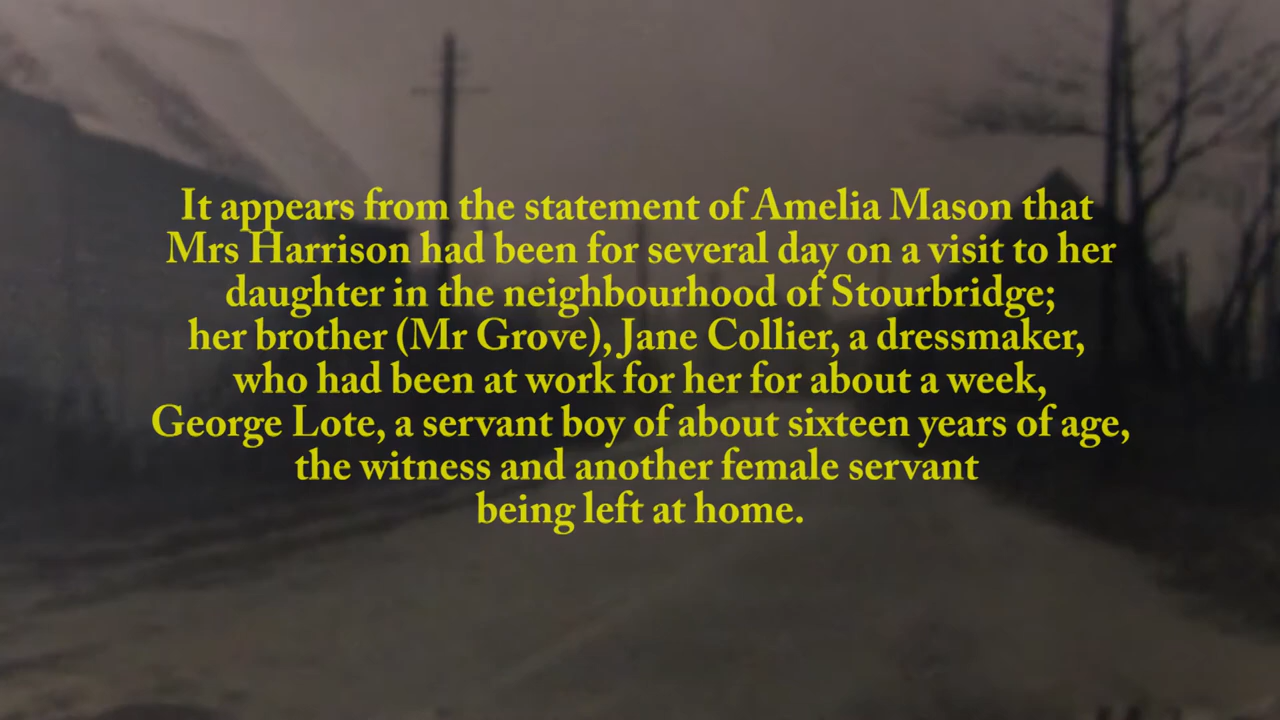 It appears from the statement of Amelia Mason that
Mrs Harrison had been for several day on a visit to her
daughter in the neighbourhood of Stourbridge;
her brother (Mr Grove), Jane Collier, a dressmaker,
who had been at work for her for about a week,
George Lote, a servant boy of about sixteen years of age,
the witness and another female servant
being left at home.